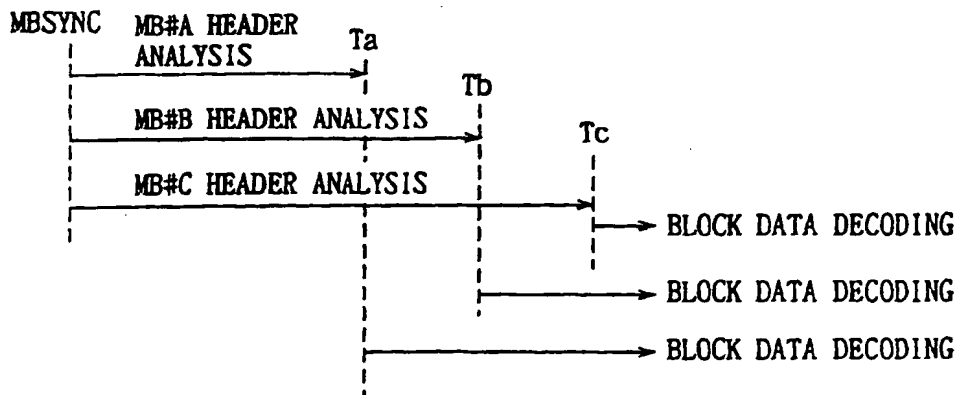 MBSYNC
MB#A HEADER
ANALYSIS
Ta
Tb
MB#B HEADER ANALYSIS
Tc
MB#C HEADER ANALYSIS
BLOCK DATA DECODING
BLOCK DATA DECODING
BLOCK DATA DECODING